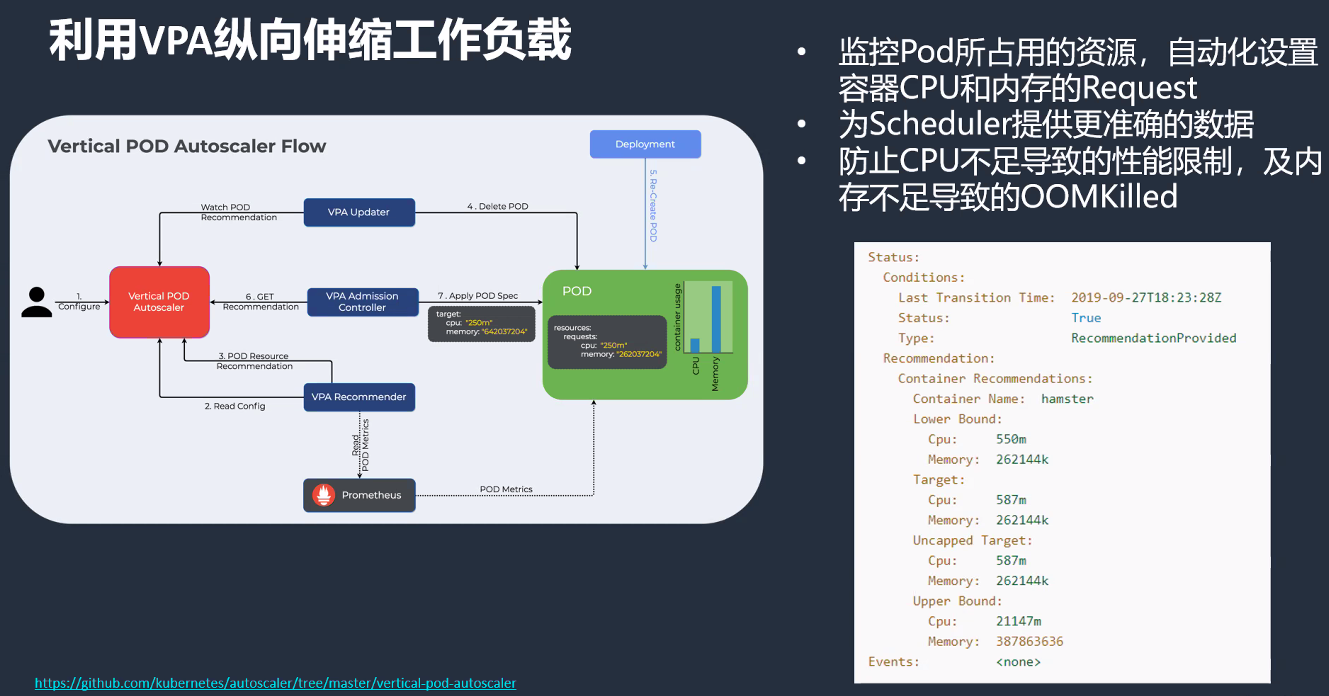 利用VPA纵向伸缩工作负载
Vertical POD Autoscaler Flow
Deployment
5. Re-Create POD
Watch POD
Recommendation
VPA Updater
4 . Delete POD
1.
Configure
Vertical POD
Autoscaler
6 . GET
Recommendation
VPA Admission
Controller
7 . Apply POD Spec
target:
cpu: "250m"
memory: "642037204"
POD
resources:
requests:
cpu: "250m"
memory: "262037204"
container usage
CPU
Memory
3. POD Resource
Recommendation
2. Read Config
VPA Recommender
Read
POD Metrics
Prometheus
POD Metrics
• 监控Pod所占用的资源，自动化设置
容器CPU和内存的Request
• 为Scheduler提供更准确的数据
• 防止CPU不足导致的性能限制，及内
存不足导致的OOMKilled
Status:
Conditions:
Last Transition Time: 2019-09-27T18:23:28Z
Status: True
Type: RecommendationProvided
Recommendation:
Container Recommendations:
Container Name: hamster
Lower Bound:
Cpu: 550m
Memory: 262144k
Target:
Cpu: 587m
Memory: 262144k
Uncapped Target:
Cpu: 587m
Memory: 262144k
Upper Bound:
Cpu: 21147m
Memory: 387863636
Events: <none>
https://github.com/kubernetes/autoscaler/tree/master/vertical-pod-autoscaler